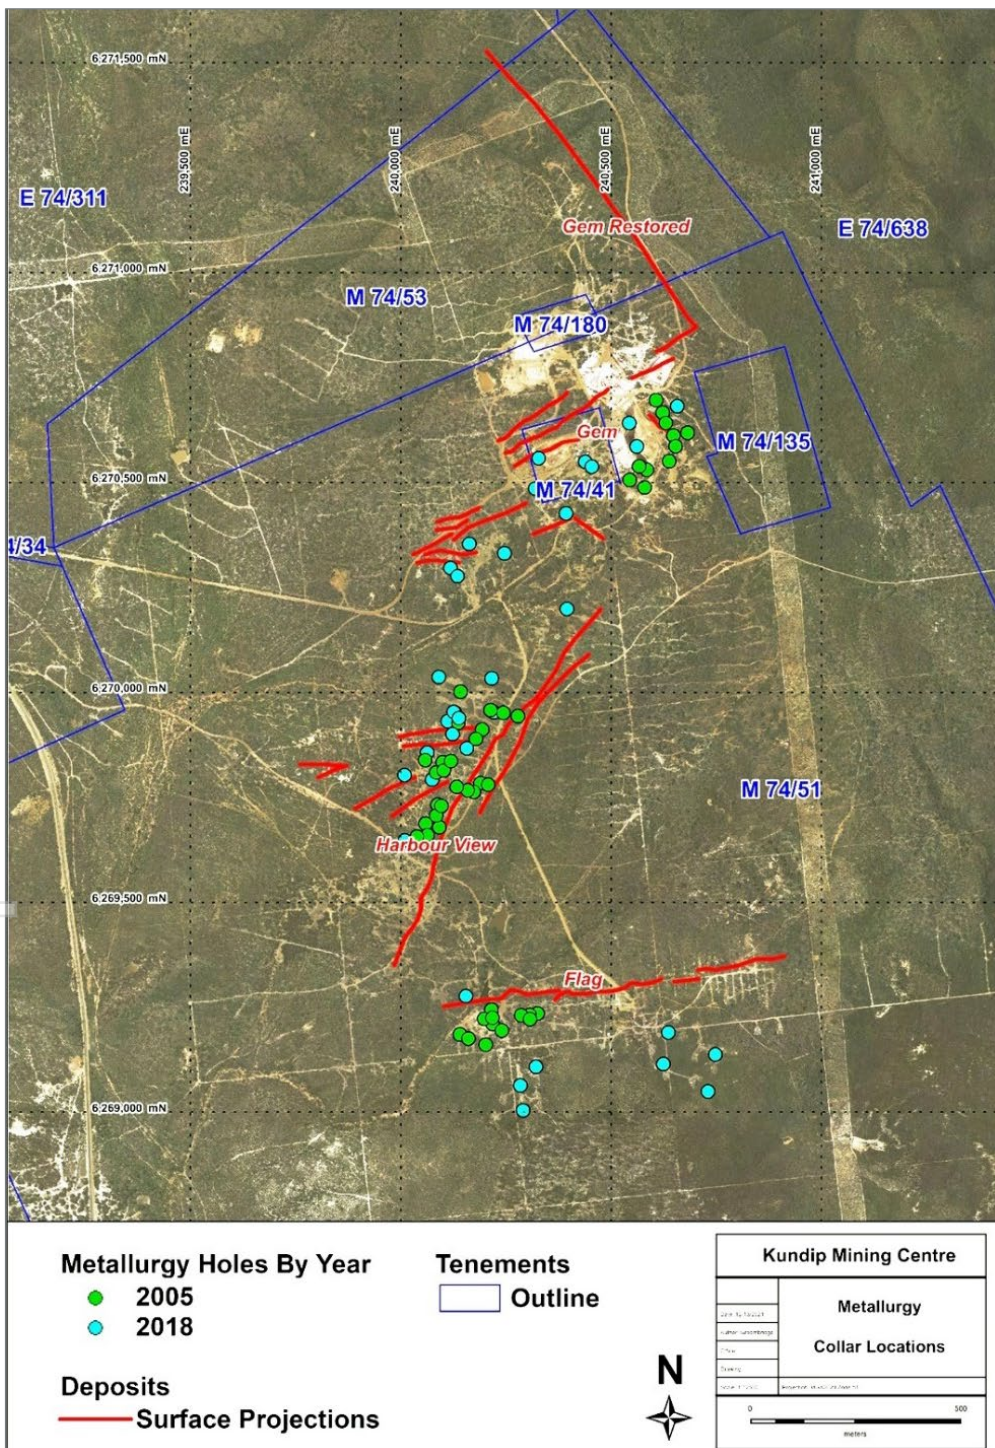 6,271,500 mN
239,500 mE
240,000 mE
240,500 mE
241,000 mE
E 74/311
Gem Restored
E 74/638
6,271,000 mN
M 74/53
M 74/180
Gem
M 74/135
6,270,500 mN
M 74/41
4/34
6,270,000 mN
M 74/51
Harbour View
6,269,500 mN
Flag
6,269,000 mN
Metallurgy Holes By Year
2005
2018
Deposits
Surface Projections
Tenements
Outline
N
Kundip Mining Centre
Metallurgy
Collar Locations
0 500
meters